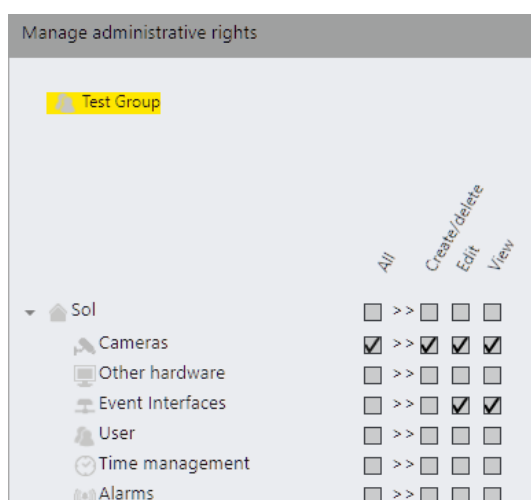 Manage administrative rights
Test Group
All Create/delete Edit View
Sol >>
Cameras >>
Other hardware >>
Event Interfaces >>
User >>
Time management >>
Alarms >>